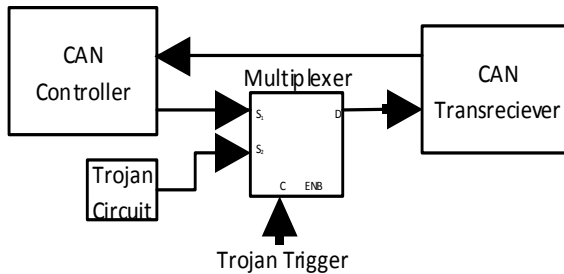 CAN
Controller
Multiplexer
CAN
Transreciever
S₁
D
S₂
C ENB
Trojan
Circuit
Trojan Trigger